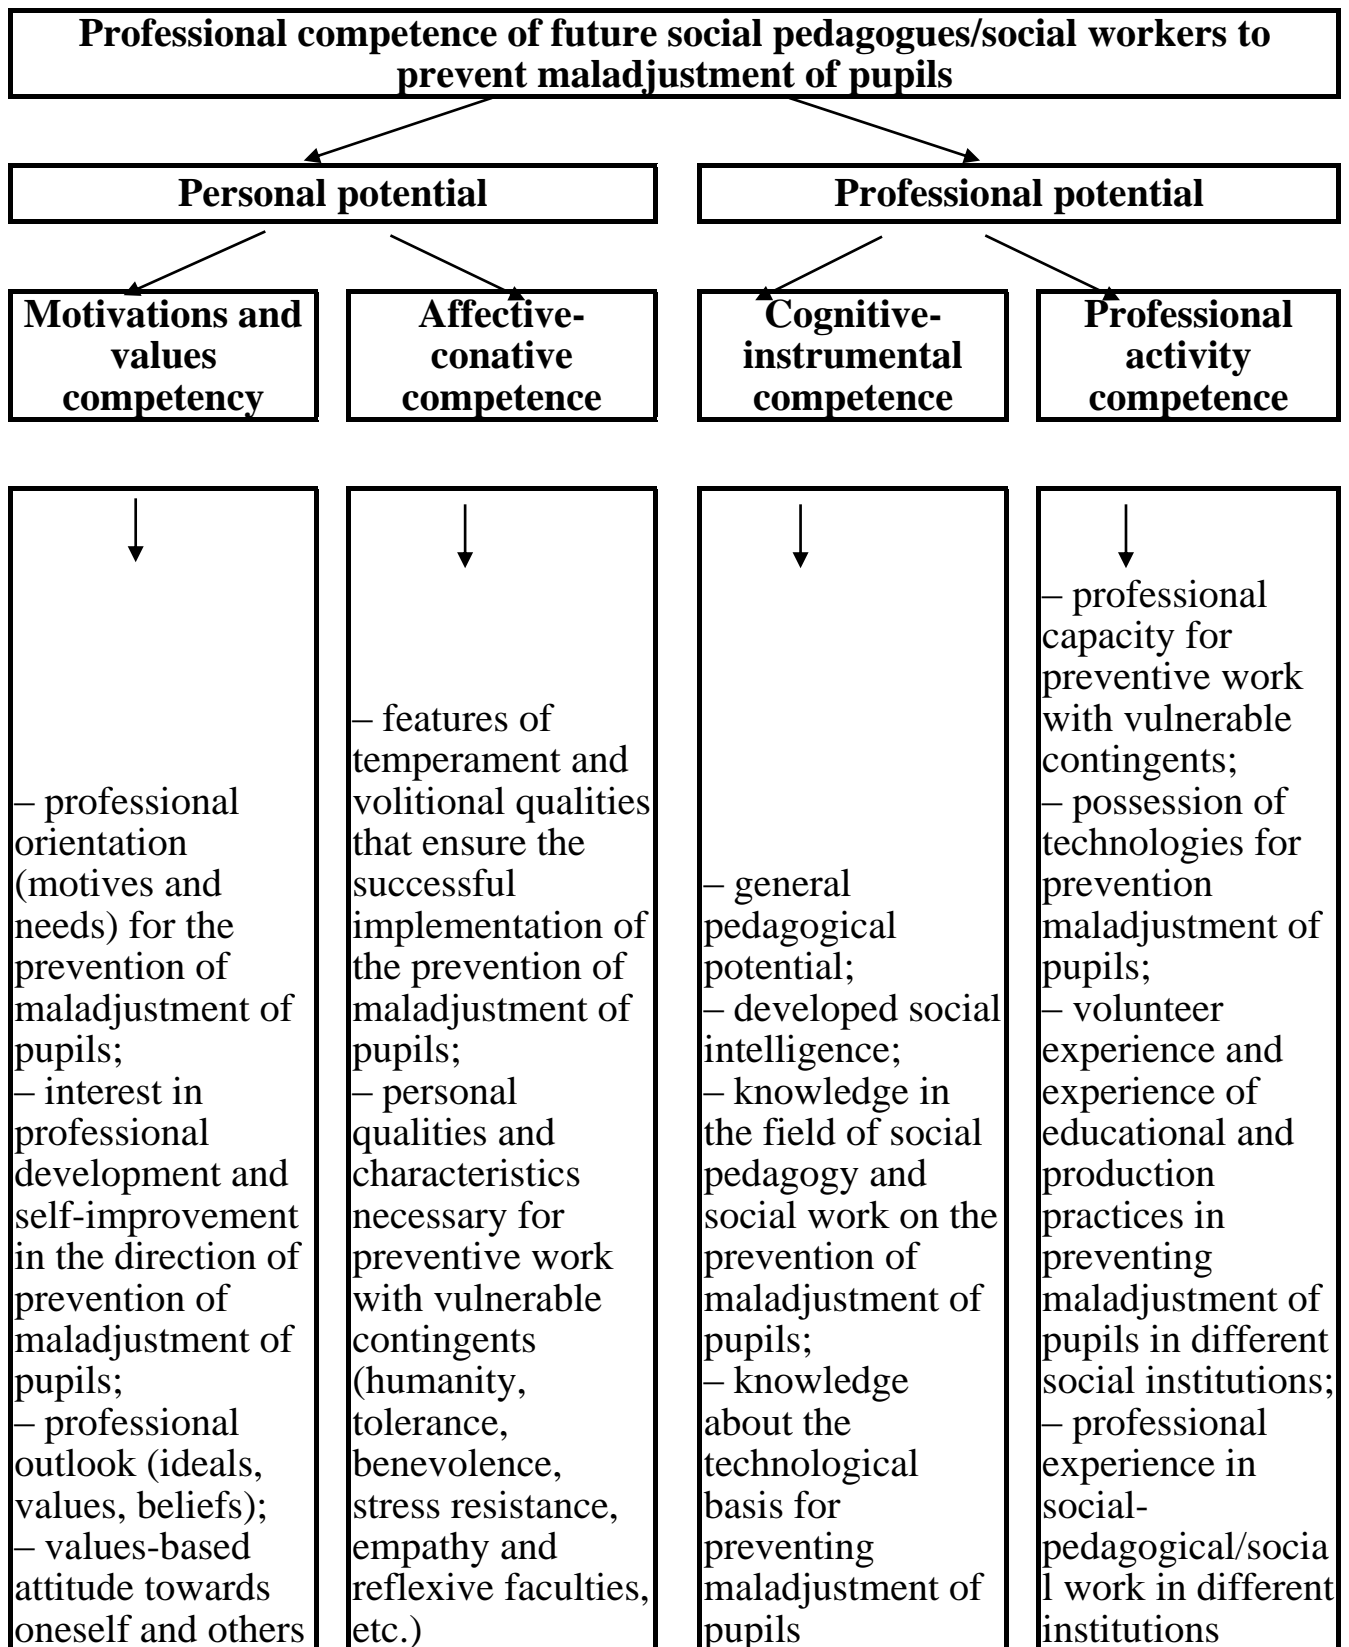 Professional competence of future social pedagogues/social workers to
prevent maladjustment of pupils
Personal potential
Professional potential
Motivations and
values
competency
Affective-
conative
competence
Cognitive-
instrumental
competence
Professional
activity
competence
– professional
orientation
(motives and
needs) for the
prevention of
maladjustment of
pupils;
– interest in
professional
development and
self-improvement
in the direction of
prevention of
maladjustment of
pupils;
– professional
outlook (ideals,
values, beliefs);
– values-based
attitude towards
oneself and others
– features of
temperament and
volitional qualities
that ensure the
successful
implementation of
the prevention of
maladjustment of
pupils;
– personal
qualities and
characteristics
necessary for
preventive work
with vulnerable
contingents
(humanity,
tolerance,
benevolence,
stress resistance,
empathy and
reflexive faculties,
etc.)
– general
pedagogical
potential;
– developed social
intelligence;
– knowledge in
the field of social
pedagogy and
social work on the
prevention of
maladjustment of
pupils;
– knowledge
about the
technological
basis for
preventing
maladjustment of
pupils
– professional
capacity for
preventive work
with vulnerable
contingents;
– possession of
technologies for
prevention
maladjustment of
pupils;
– volunteer
experience and
experience of
educational and
production
practices in
preventing
maladjustment of
pupils in different
social institutions;
– professional
experience in
social-
pedagogical/socia
l work in different
institutions